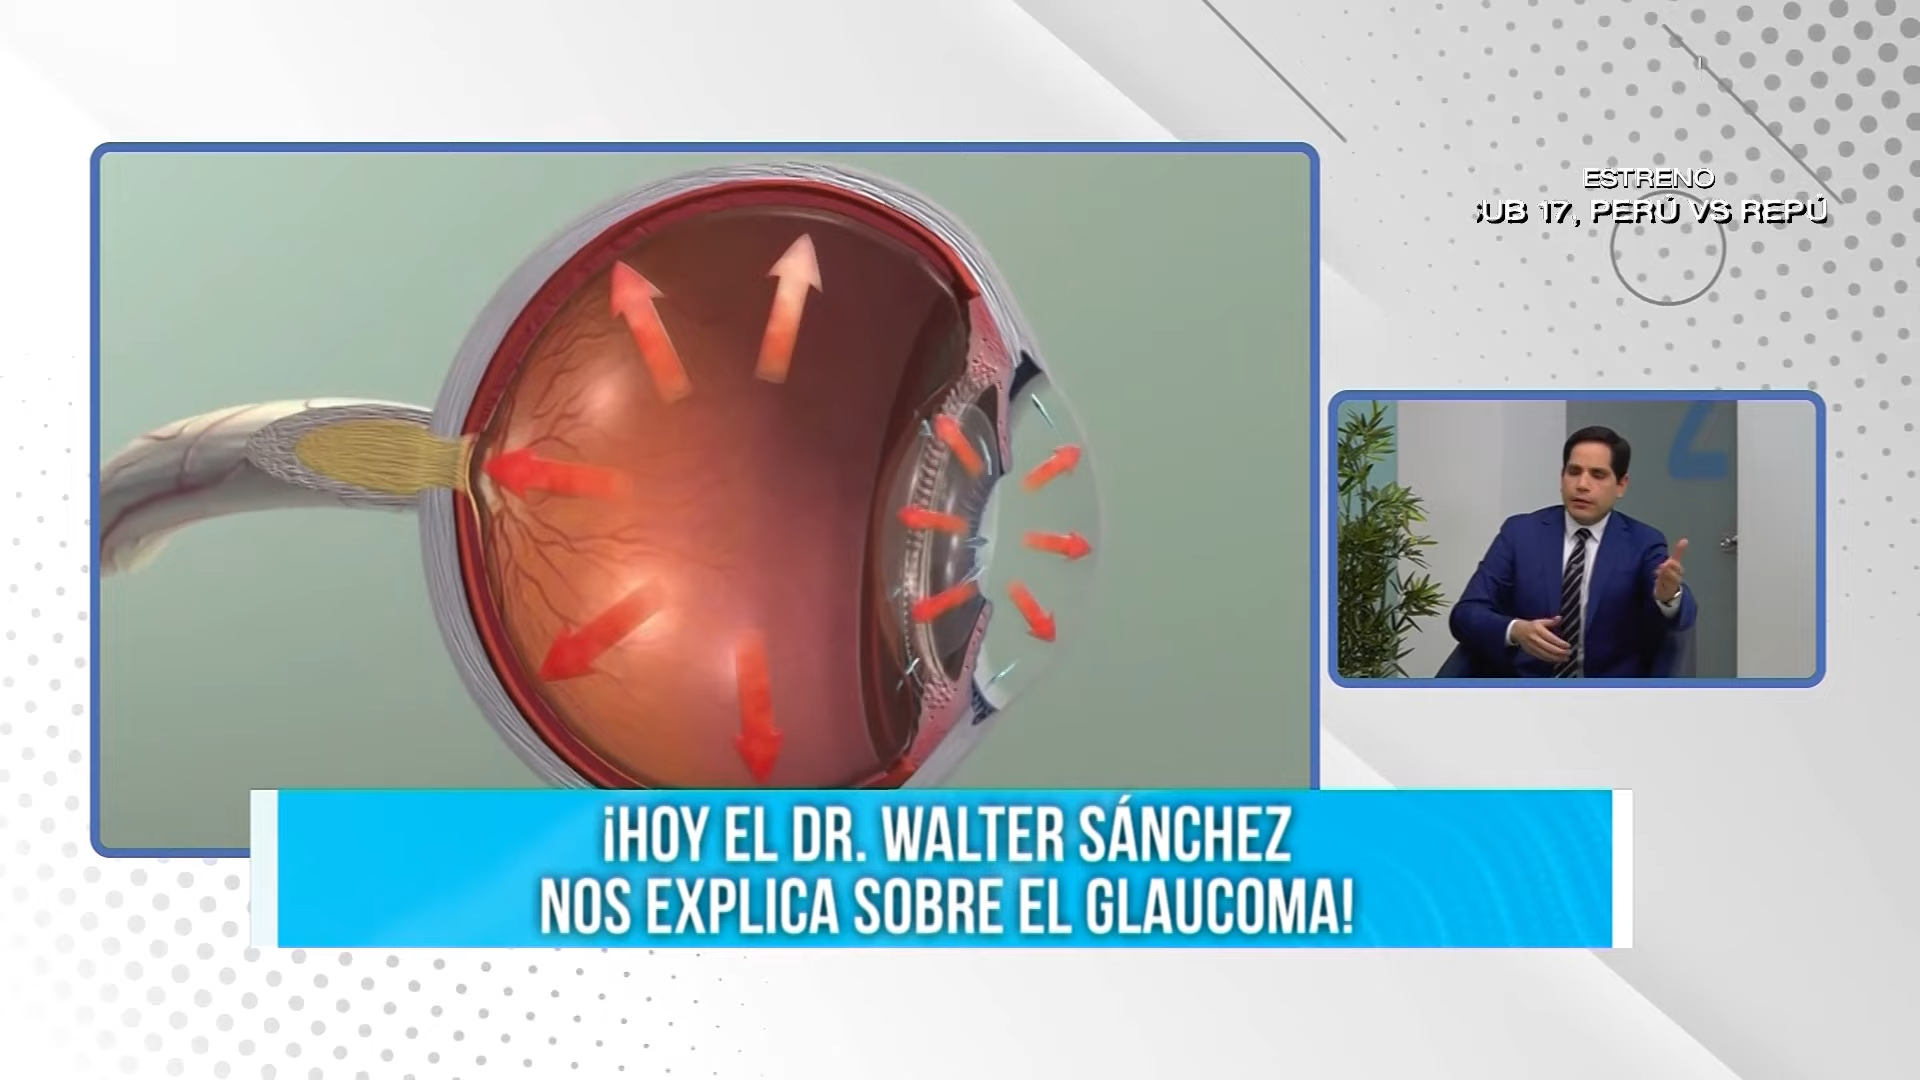 ESTRENO
SUB 17, PERÚ VS REPÚ
¡HOY EL DR. WALTER SÁNCHEZ
NOS EXPLICA SOBRE EL GLAUCOMA!